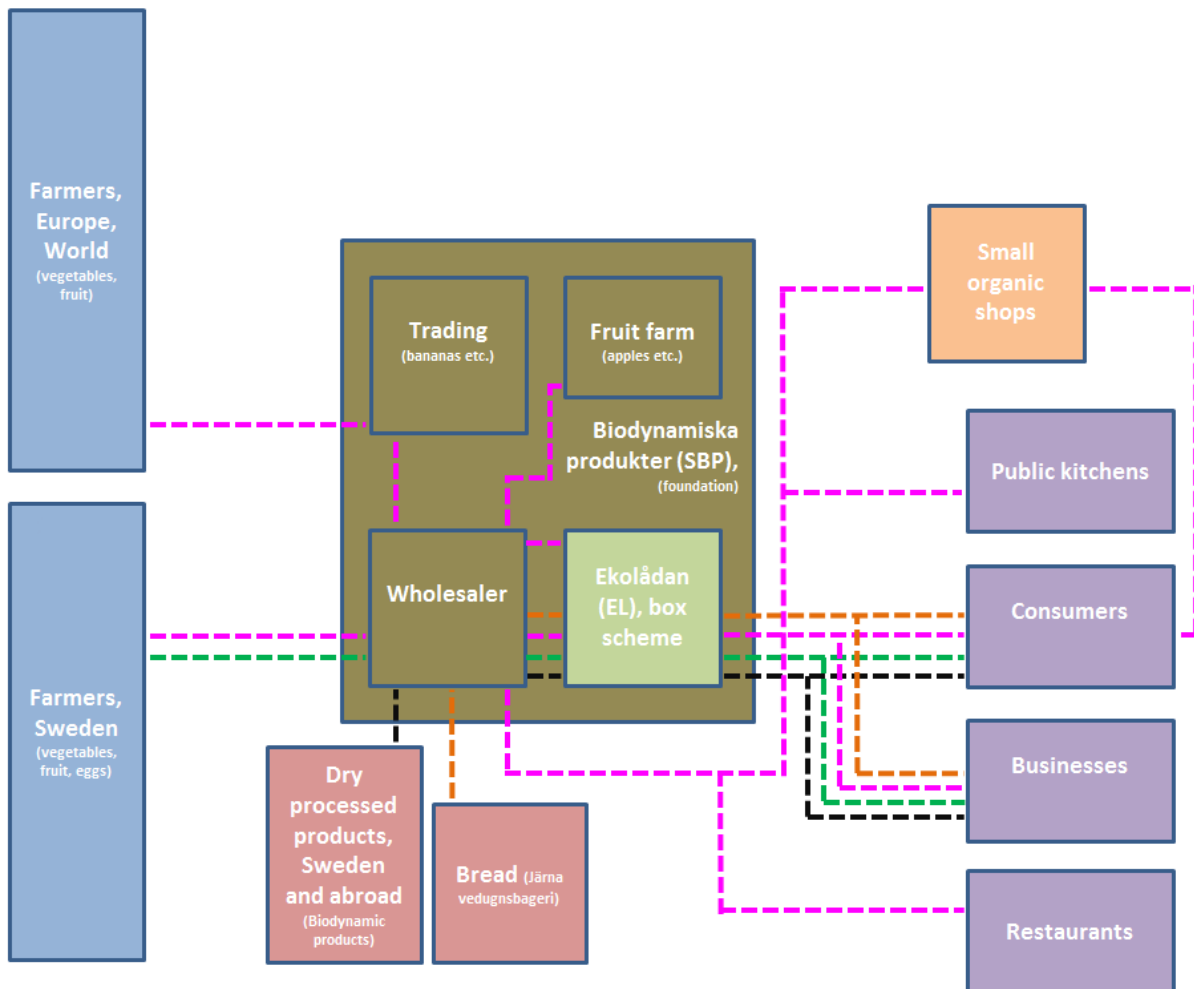 Farmers,
Europe,
World
(vegetables,
fruit)
Farmers,
Sweden
(vegetables,
fruit, eggs)
Trading
(bananas etc.)
Fruit farm
(apples etc.)
Biodynamiska
produkter (SBP),
(foundation)
Wholesaler
Ekolådan
(EL), box
scheme
Dry
processed
products,
Sweden
and abroad
(Biodynamic
products)
Bread (Järna
vedugnsbageri)
Small
organic
shops
Public kitchens
Consumers
Businesses
Restaurants